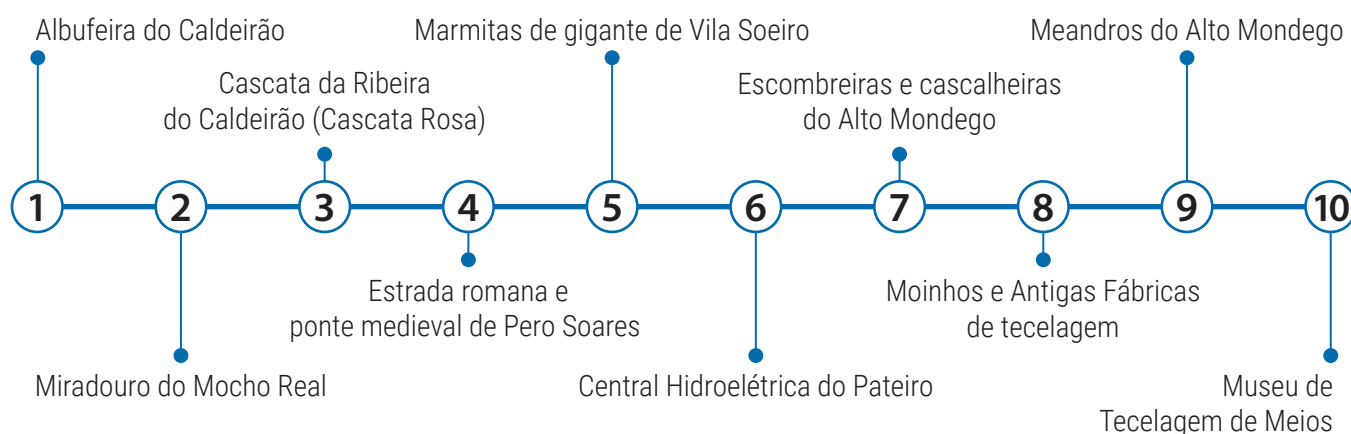 Albufeira do Caldeirão
Marmitas de gigante de Vila Soeiro
Meandros do Alto Mondego
Cascata da Ribeira
do Caldeirão (Cascata Rosa)
Escombreiras e cascalheiras
do Alto Mondego
1
2
3
4
5
6
7
8
9
10
Estrada romana e
ponte medieval de Pero Soares
Moinhos e Antigas Fábricas
de tecelagem
Miradouro do Mocho Real
Central Hidroelétrica do Pateiro
Museu de
Tecelagem de Meios